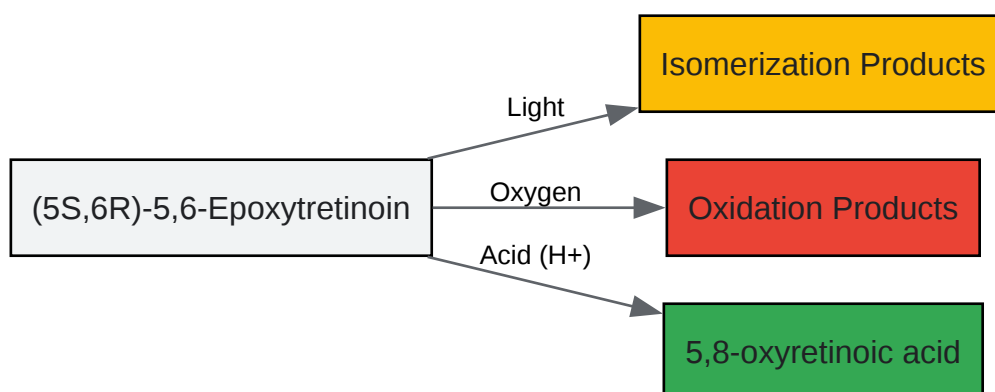 Isomerization Products
Light
(5S,6R)-5,6-Epoxytretinoin
Oxygen
Oxidation Products
Acid (H+)
5,8-oxyretinoic acid